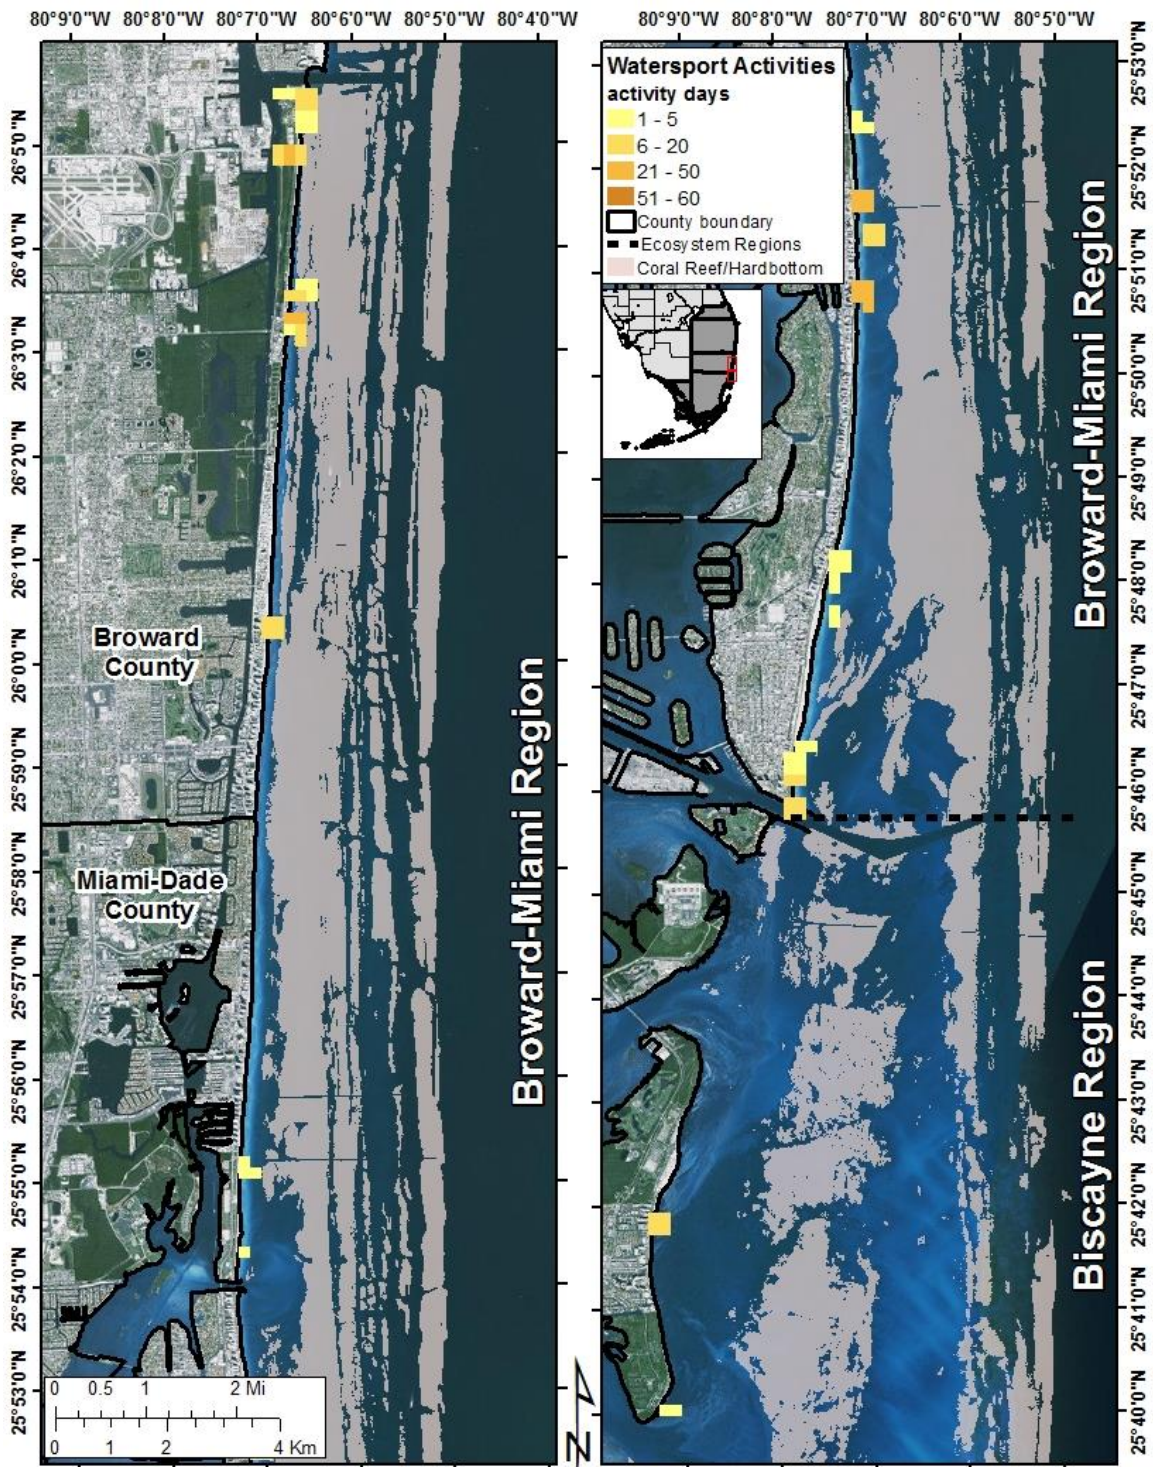 80°9'0"W 80°8'0"W 80°7'0"W 80°6'0"W 80°5'0"W 80°4'0"W
80°9'0"W 80°8'0"W 80°7'0"W 80°6'0"W 80°5'0"W
26°5'0"N
26°4'0"N
26°3'0"N
26°2'0"N
26°1'0"N
26°0'0"N
25°59'0"N
25°58'0"N
25°57'0"N
25°56'0"N
25°55'0"N
25°54'0"N
25°53'0"N
Broward
County
Miami-Dade
County
Broward-Miami Region
0 0.5 1 2 Mi
0 1 2 4 Km
N
Watersport Activities
activity days
1 - 5
6 - 20
21 - 50
51 - 60
County boundary
Ecosystem Regions
Coral Reef/Hardbottom
Broward-Miami Region
Biscayne Region
25°53'0"N
25°52'0"N
25°51'0"N
25°50'0"N
25°49'0"N
25°48'0"N
25°47'0"N
25°46'0"N
25°45'0"N
25°44'0"N
25°43'0"N
25°42'0"N
25°41'0"N
25°40'0"N